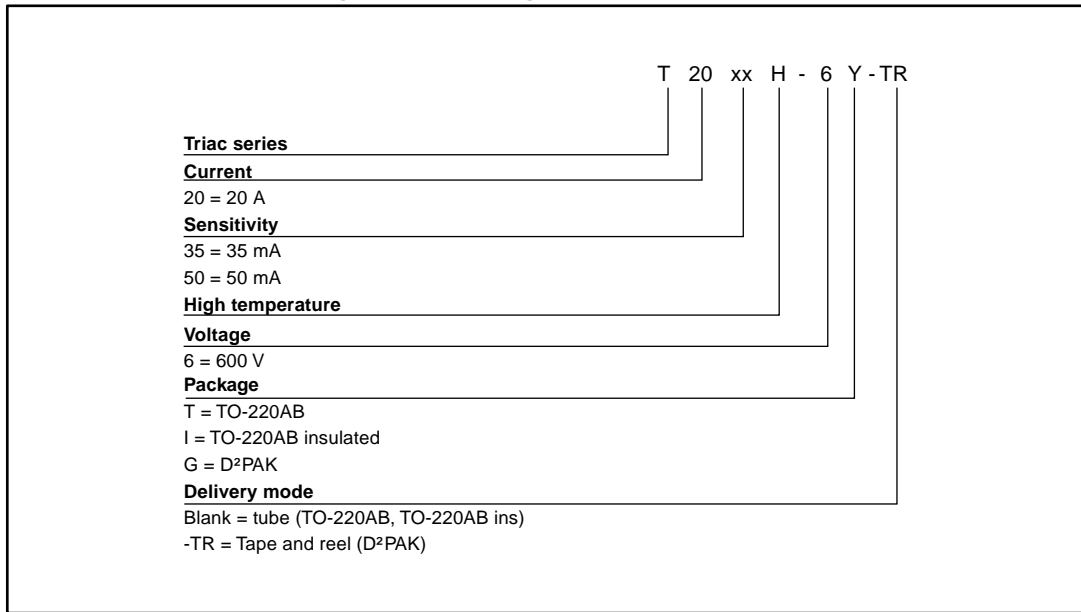 T 20 xx H - 6 Y - TR
Triac series
Current
20 = 20 A
Sensitivity
35 = 35 mA
50 = 50 mA
High temperature
Voltage
6 = 600 V
Package
T = TO-220AB
I = TO-220AB insulated
G = D²PAK
Delivery mode
Blank = tube (TO-220AB, TO-220AB ins)
-TR = Tape and reel (D²PAK)